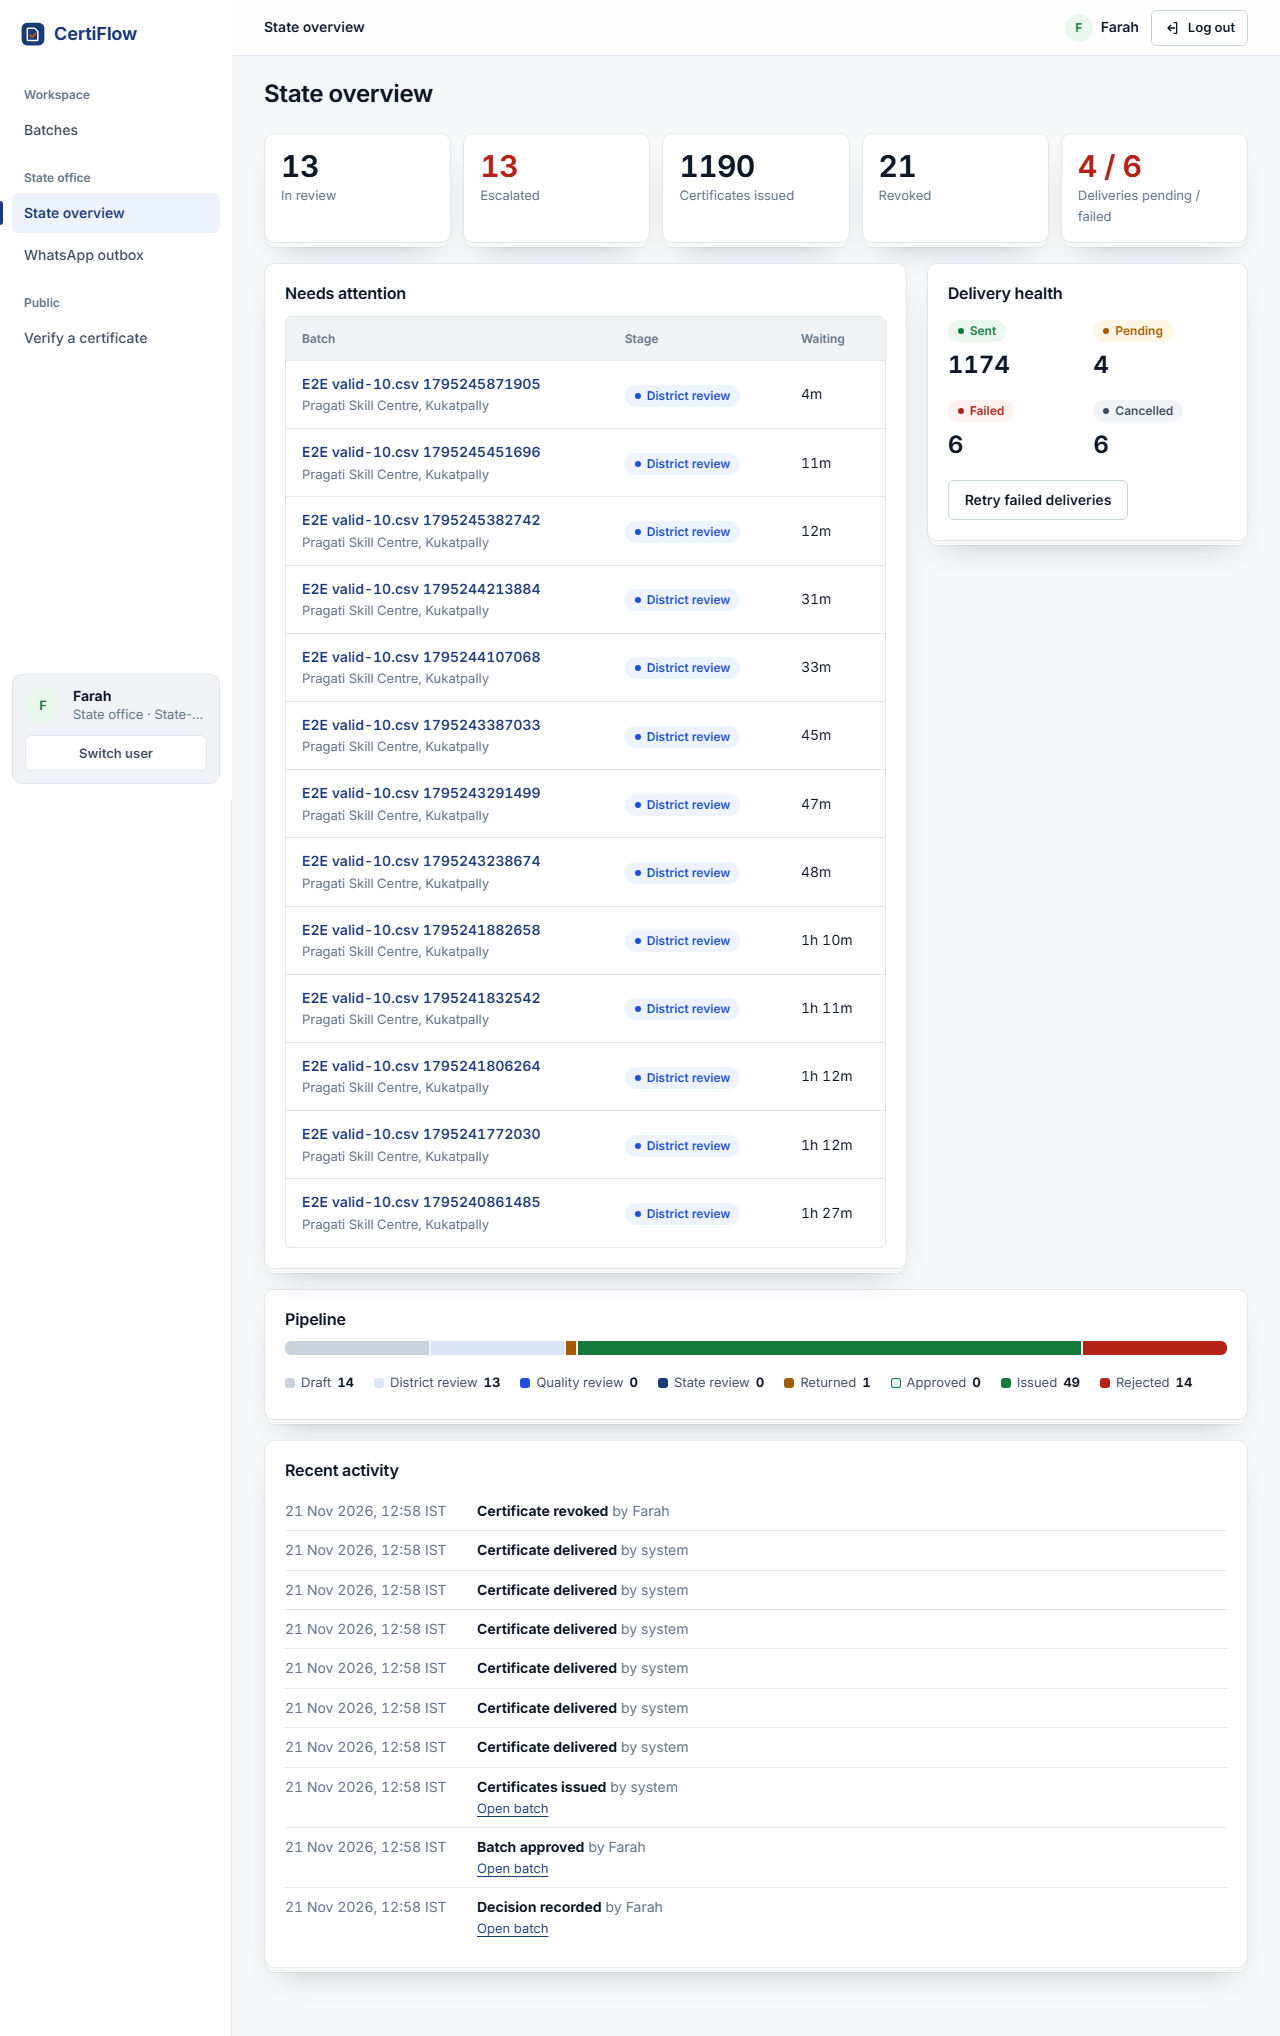 CertiFlow
Workspace
Batches
State office
State overview
WhatsApp outbox
Public
Verify a certificate
F
Farah
State office · State-...
Switch user
State overview
F Farah
Log out
State overview
13
In review
13
Escalated
1190
Certificates issued
21
Revoked
4 / 6
Deliveries pending /
failed
Needs attention
Batch Stage Waiting
E2E valid-10.csv 1795245871905
Pragati Skill Centre, Kukatpally
District review
4m
E2E valid-10.csv 1795245451696
Pragati Skill Centre, Kukatpally
District review
11m
E2E valid-10.csv 1795245382742
Pragati Skill Centre, Kukatpally
District review
12m
E2E valid-10.csv 1795244213884
Pragati Skill Centre, Kukatpally
District review
31m
E2E valid-10.csv 1795244107068
Pragati Skill Centre, Kukatpally
District review
33m
E2E valid-10.csv 1795243387033
Pragati Skill Centre, Kukatpally
District review
45m
E2E valid-10.csv 1795243291499
Pragati Skill Centre, Kukatpally
District review
47m
E2E valid-10.csv 1795243238674
Pragati Skill Centre, Kukatpally
District review
48m
E2E valid-10.csv 1795241882658
Pragati Skill Centre, Kukatpally
District review
1h 10m
E2E valid-10.csv 1795241832542
Pragati Skill Centre, Kukatpally
District review
1h 11m
E2E valid-10.csv 1795241806264
Pragati Skill Centre, Kukatpally
District review
1h 12m
E2E valid-10.csv 1795241772030
Pragati Skill Centre, Kukatpally
District review
1h 12m
E2E valid-10.csv 1795240861485
Pragati Skill Centre, Kukatpally
District review
1h 27m
Delivery health
Sent
1174
Pending
4
Failed
6
Cancelled
6
Retry failed deliveries
Pipeline
Draft 14 District review 13 Quality review 0 State review 0 Returned 1 Approved 0 Issued 49 Rejected 14
Recent activity
21 Nov 2026, 12:58 IST Certificate revoked by Farah
21 Nov 2026, 12:58 IST Certificate delivered by system
21 Nov 2026, 12:58 IST Certificate delivered by system
21 Nov 2026, 12:58 IST Certificate delivered by system
21 Nov 2026, 12:58 IST Certificate delivered by system
21 Nov 2026, 12:58 IST Certificate delivered by system
21 Nov 2026, 12:58 IST Certificate delivered by system
21 Nov 2026, 12:58 IST Certificates issued by system
Open batch
21 Nov 2026, 12:58 IST Batch approved by Farah
Open batch
21 Nov 2026, 12:58 IST Decision recorded by Farah
Open batch